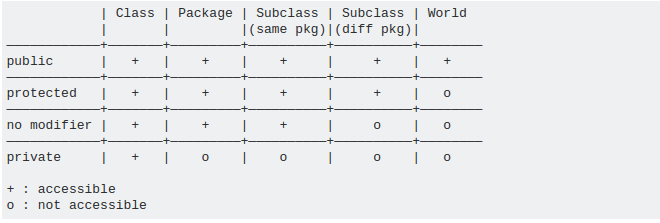 | Class | Package | Subclass | Subclass | World
            |       |         |(same pkg)|(diff pkg)|
————————————+———————+—————————+——————————+——————————+————————
public      |   +   |    +    |    +     |     +    |   +
————————————+———————+—————————+——————————+——————————+————————
protected   |   +   |    +    |    +     |     +    |   o
————————————+———————+—————————+——————————+——————————+————————
no modifier |   +   |    +    |    +     |     o    |   o
————————————+———————+—————————+——————————+——————————+————————
private     |   +   |    o    |    o     |     o    |   o

+ : accessible
o : not accessible